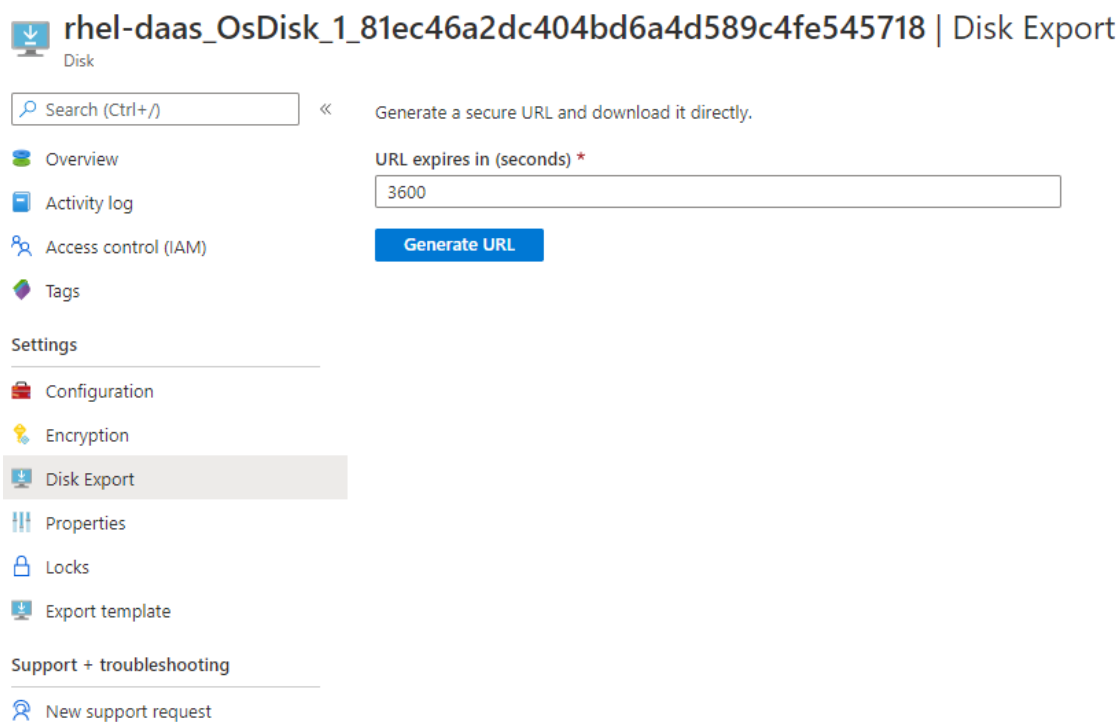 rhel-daas_OsDisk_1_81ec46a2dc404bd6a4d589c4fe545718 | Disk Export
Disk
Search (Ctrl+/)
«
Overview
Activity log
Access control (IAM)
Tags
Settings
Configuration
Encryption
Disk Export
Properties
Locks
Export template
Support + troubleshooting
New support request
Generate a secure URL and download it directly.
URL expires in (seconds) *
3600
Generate URL